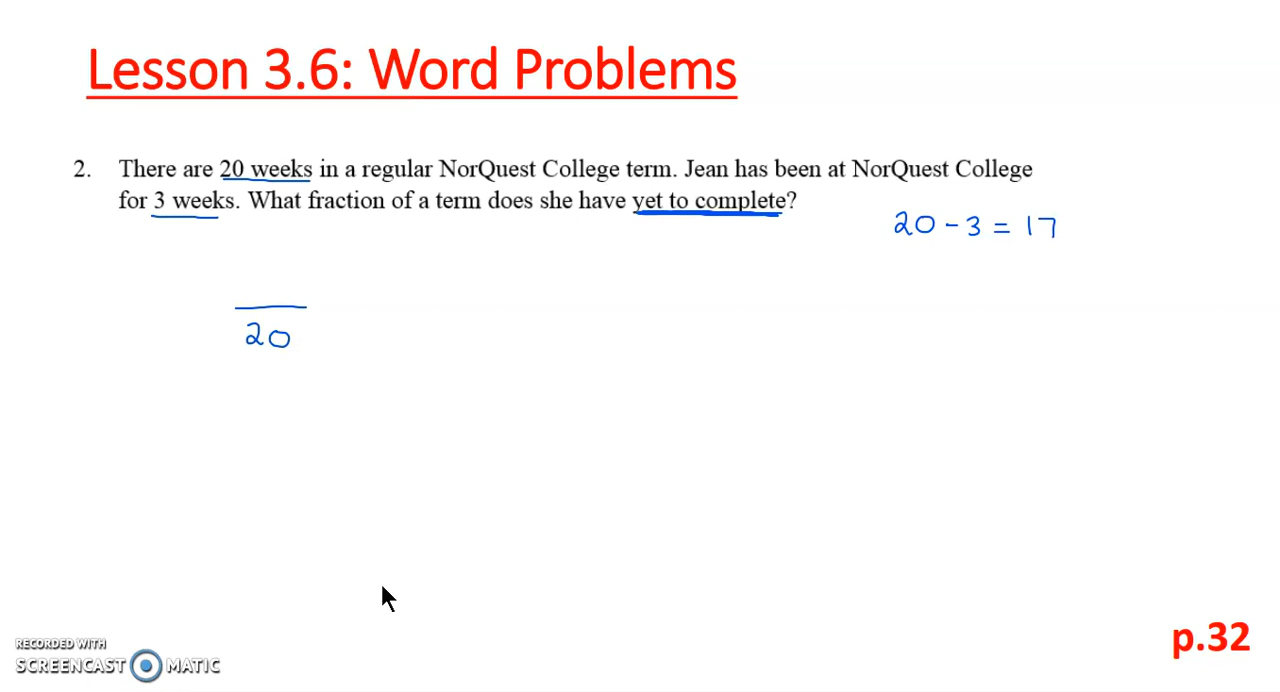 Lesson 3.6: Word Problems
2. There are 20 weeks in a regular NorQuest College term. Jean has been at NorQuest College
for 3 weeks. What fraction of a term does she have yet to complete?
20 - 3 = 17
20
p.32
RECORDED WITH
SCREENCAST MATIC